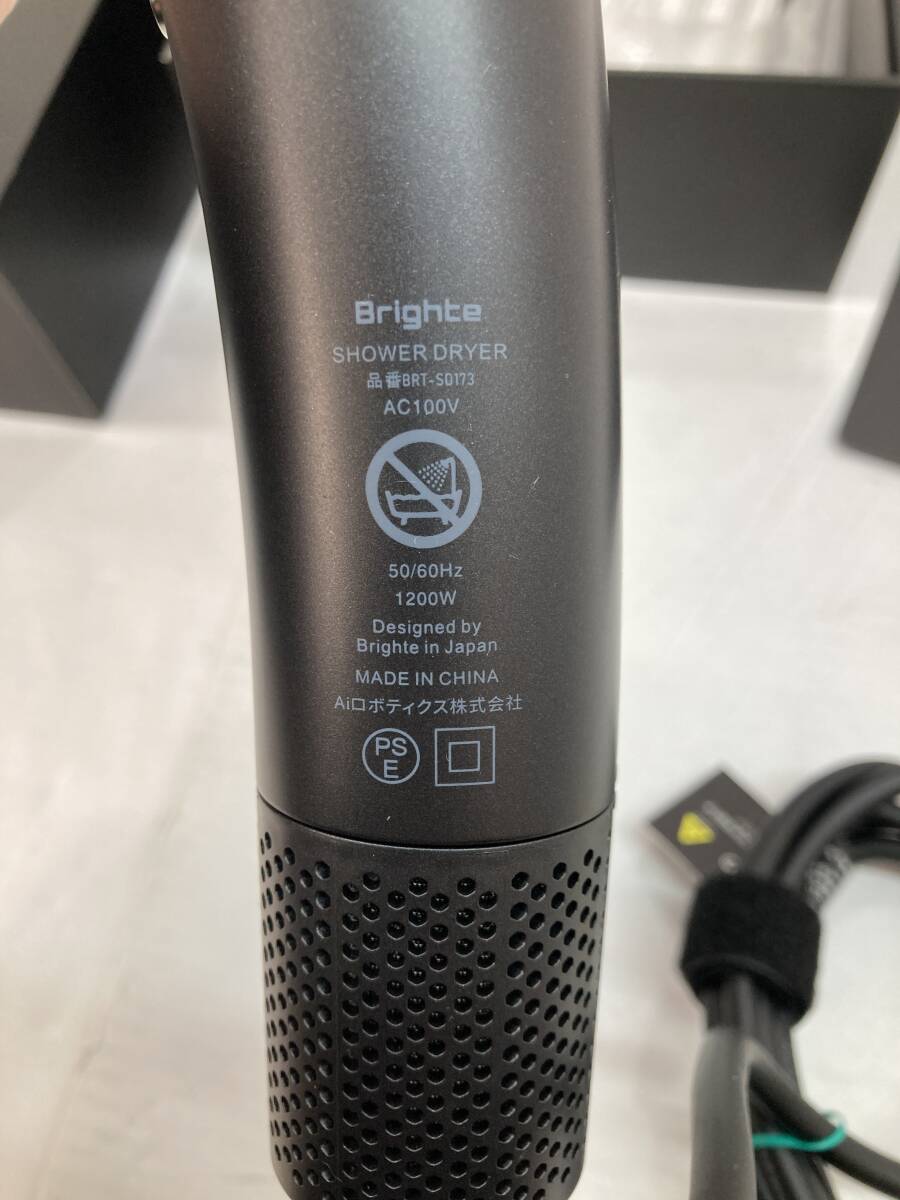 Brighte
SHOWER DRYER
品番BRT-SD173
AC100V
50/60Hz
1200W
Designed by
Brighte in Japan
MADE IN CHINA
Aiロボティクス株式会社
PS
E